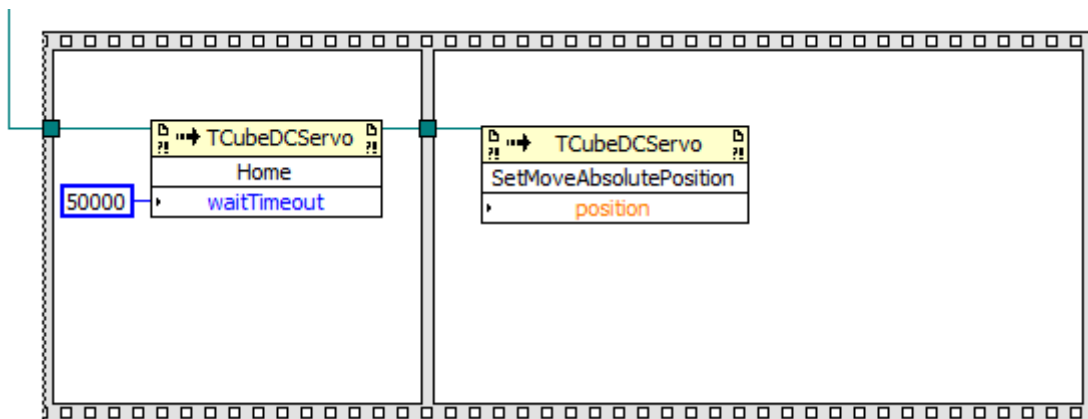 TCubeDCServo
Home
50000
waitTimeout
TCubeDCServo
SetMoveAbsolutePosition
position